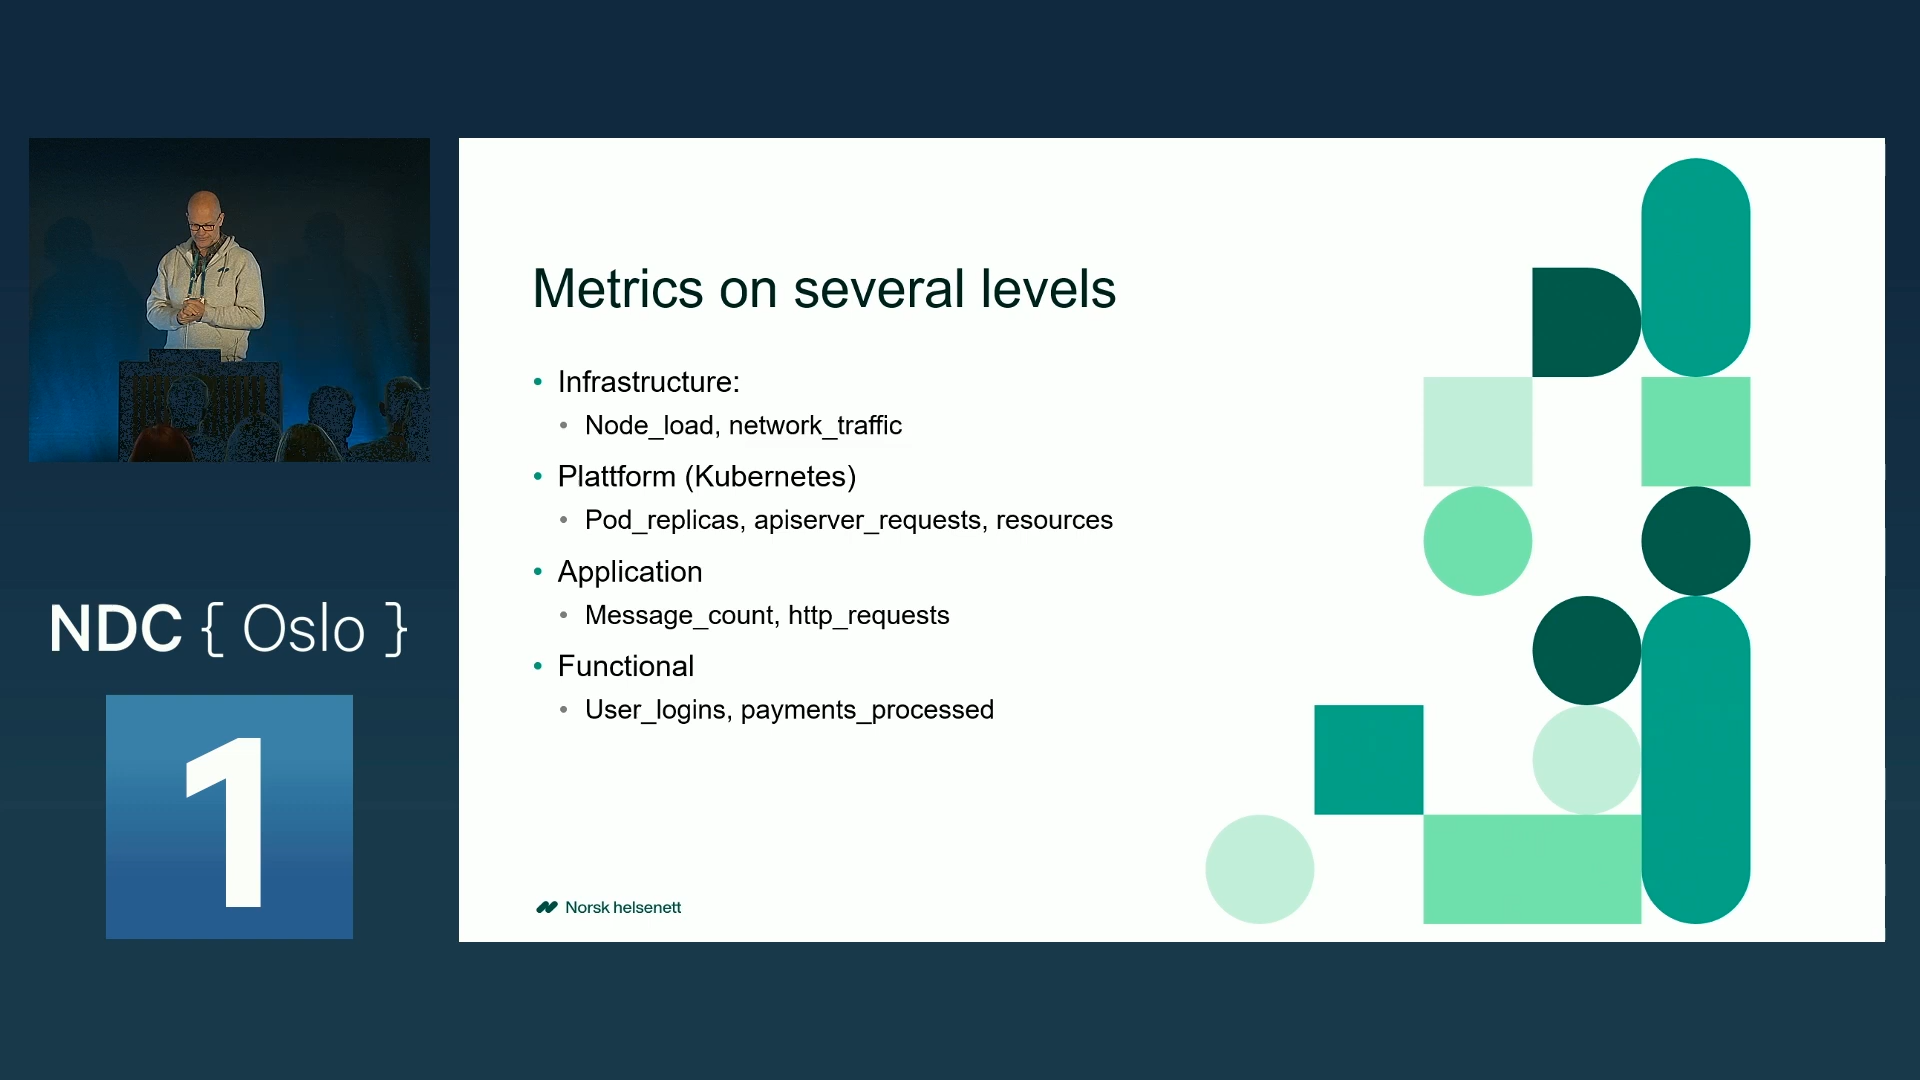 Metrics on several levels
• Infrastructure:
• Node_load, network_traffic
• Plattform (Kubernetes)
• Pod_replicas, apiserver_requests, resources
• Application
• Message_count, http_requests
• Functional
• User_logins, payments_processed
Norsk helsenett
NDC { Oslo }
1